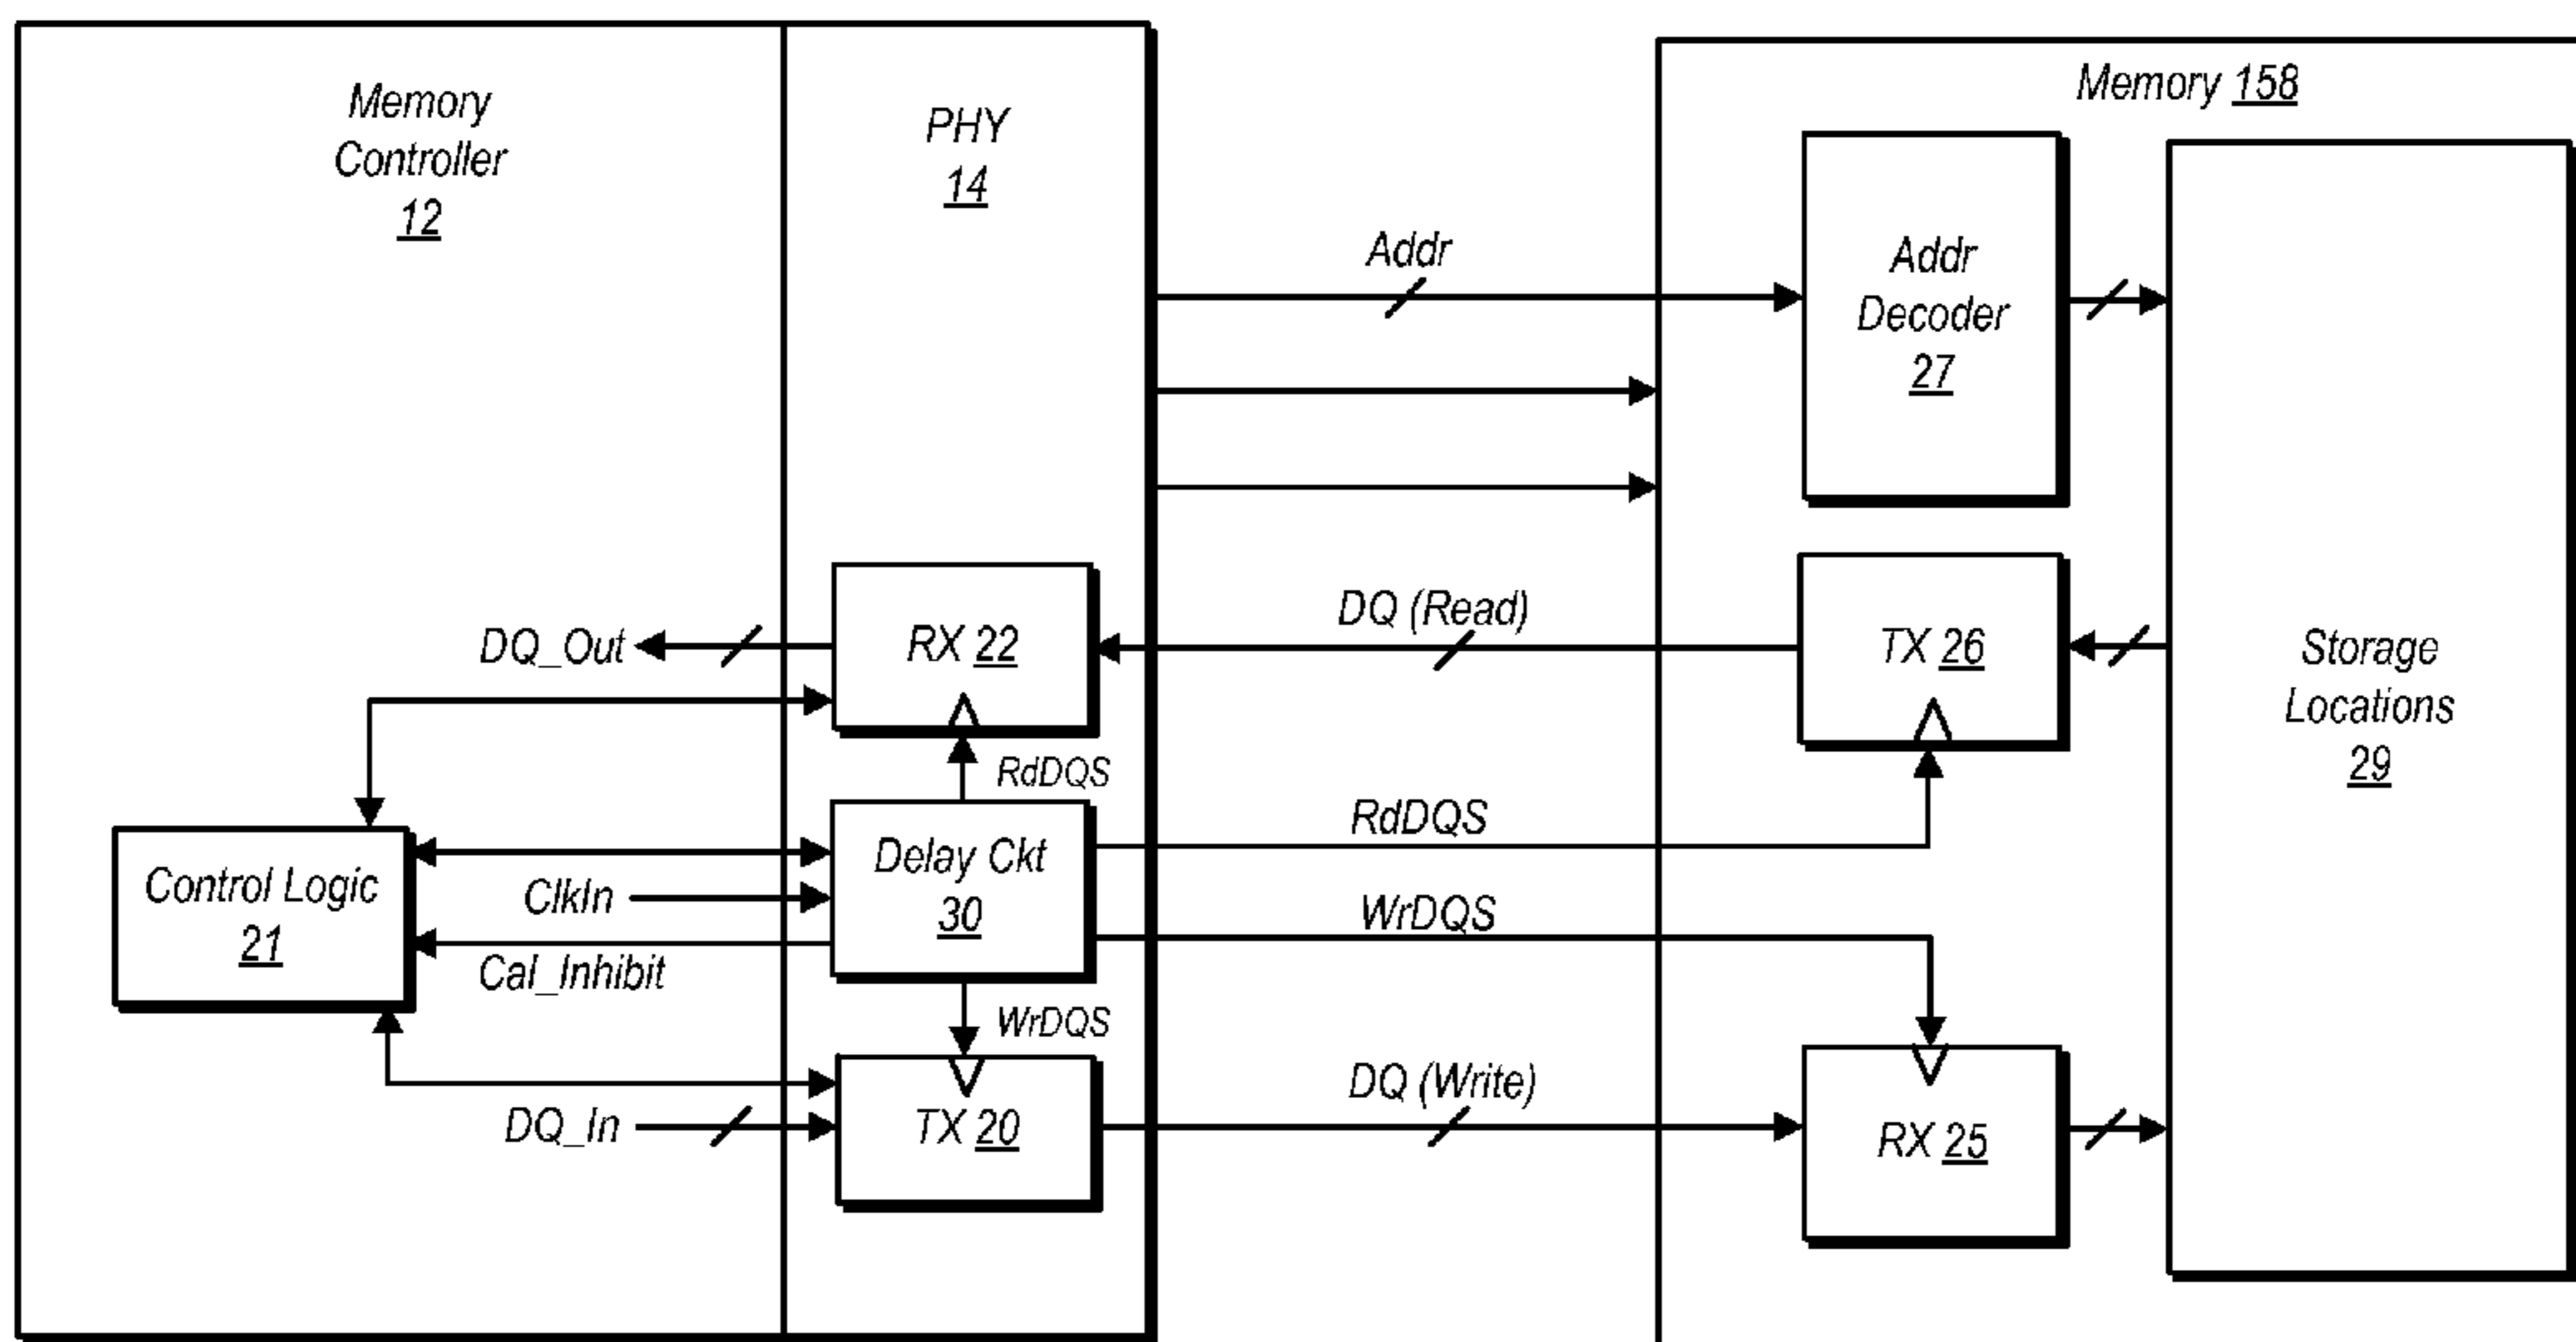 Memory
Controller
12
PHY
14
Memory 158
Addr
Addr
Decoder
27
DQ_Out
RX 22
DQ (Read)
TX 26
Storage
Locations
29
RdDQS
RdDQS
Control Logic
21
ClkIn
Delay Ckt
30
WrDQS
Cal_Inhibit
WrDQS
DQ_In
TX 20
DQ (Write)
RX 25